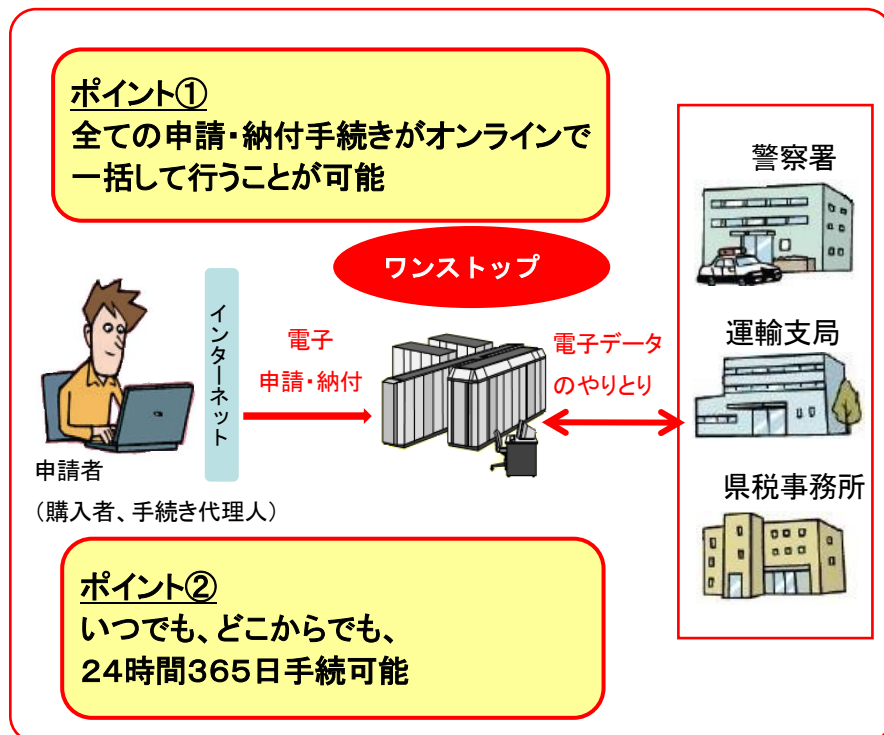 ポイント①
全ての申請・納付手続きがオンラインで
一括して行うことが可能
ワンストップ
警察署
運輸支局
県税事務所
インターネット
電子
申請・納付
電子データ
のやりとり
申請者
（購入者、手続き代理人）
ポイント②
いつでも、どこからでも、
２４時間３６５日手続可能